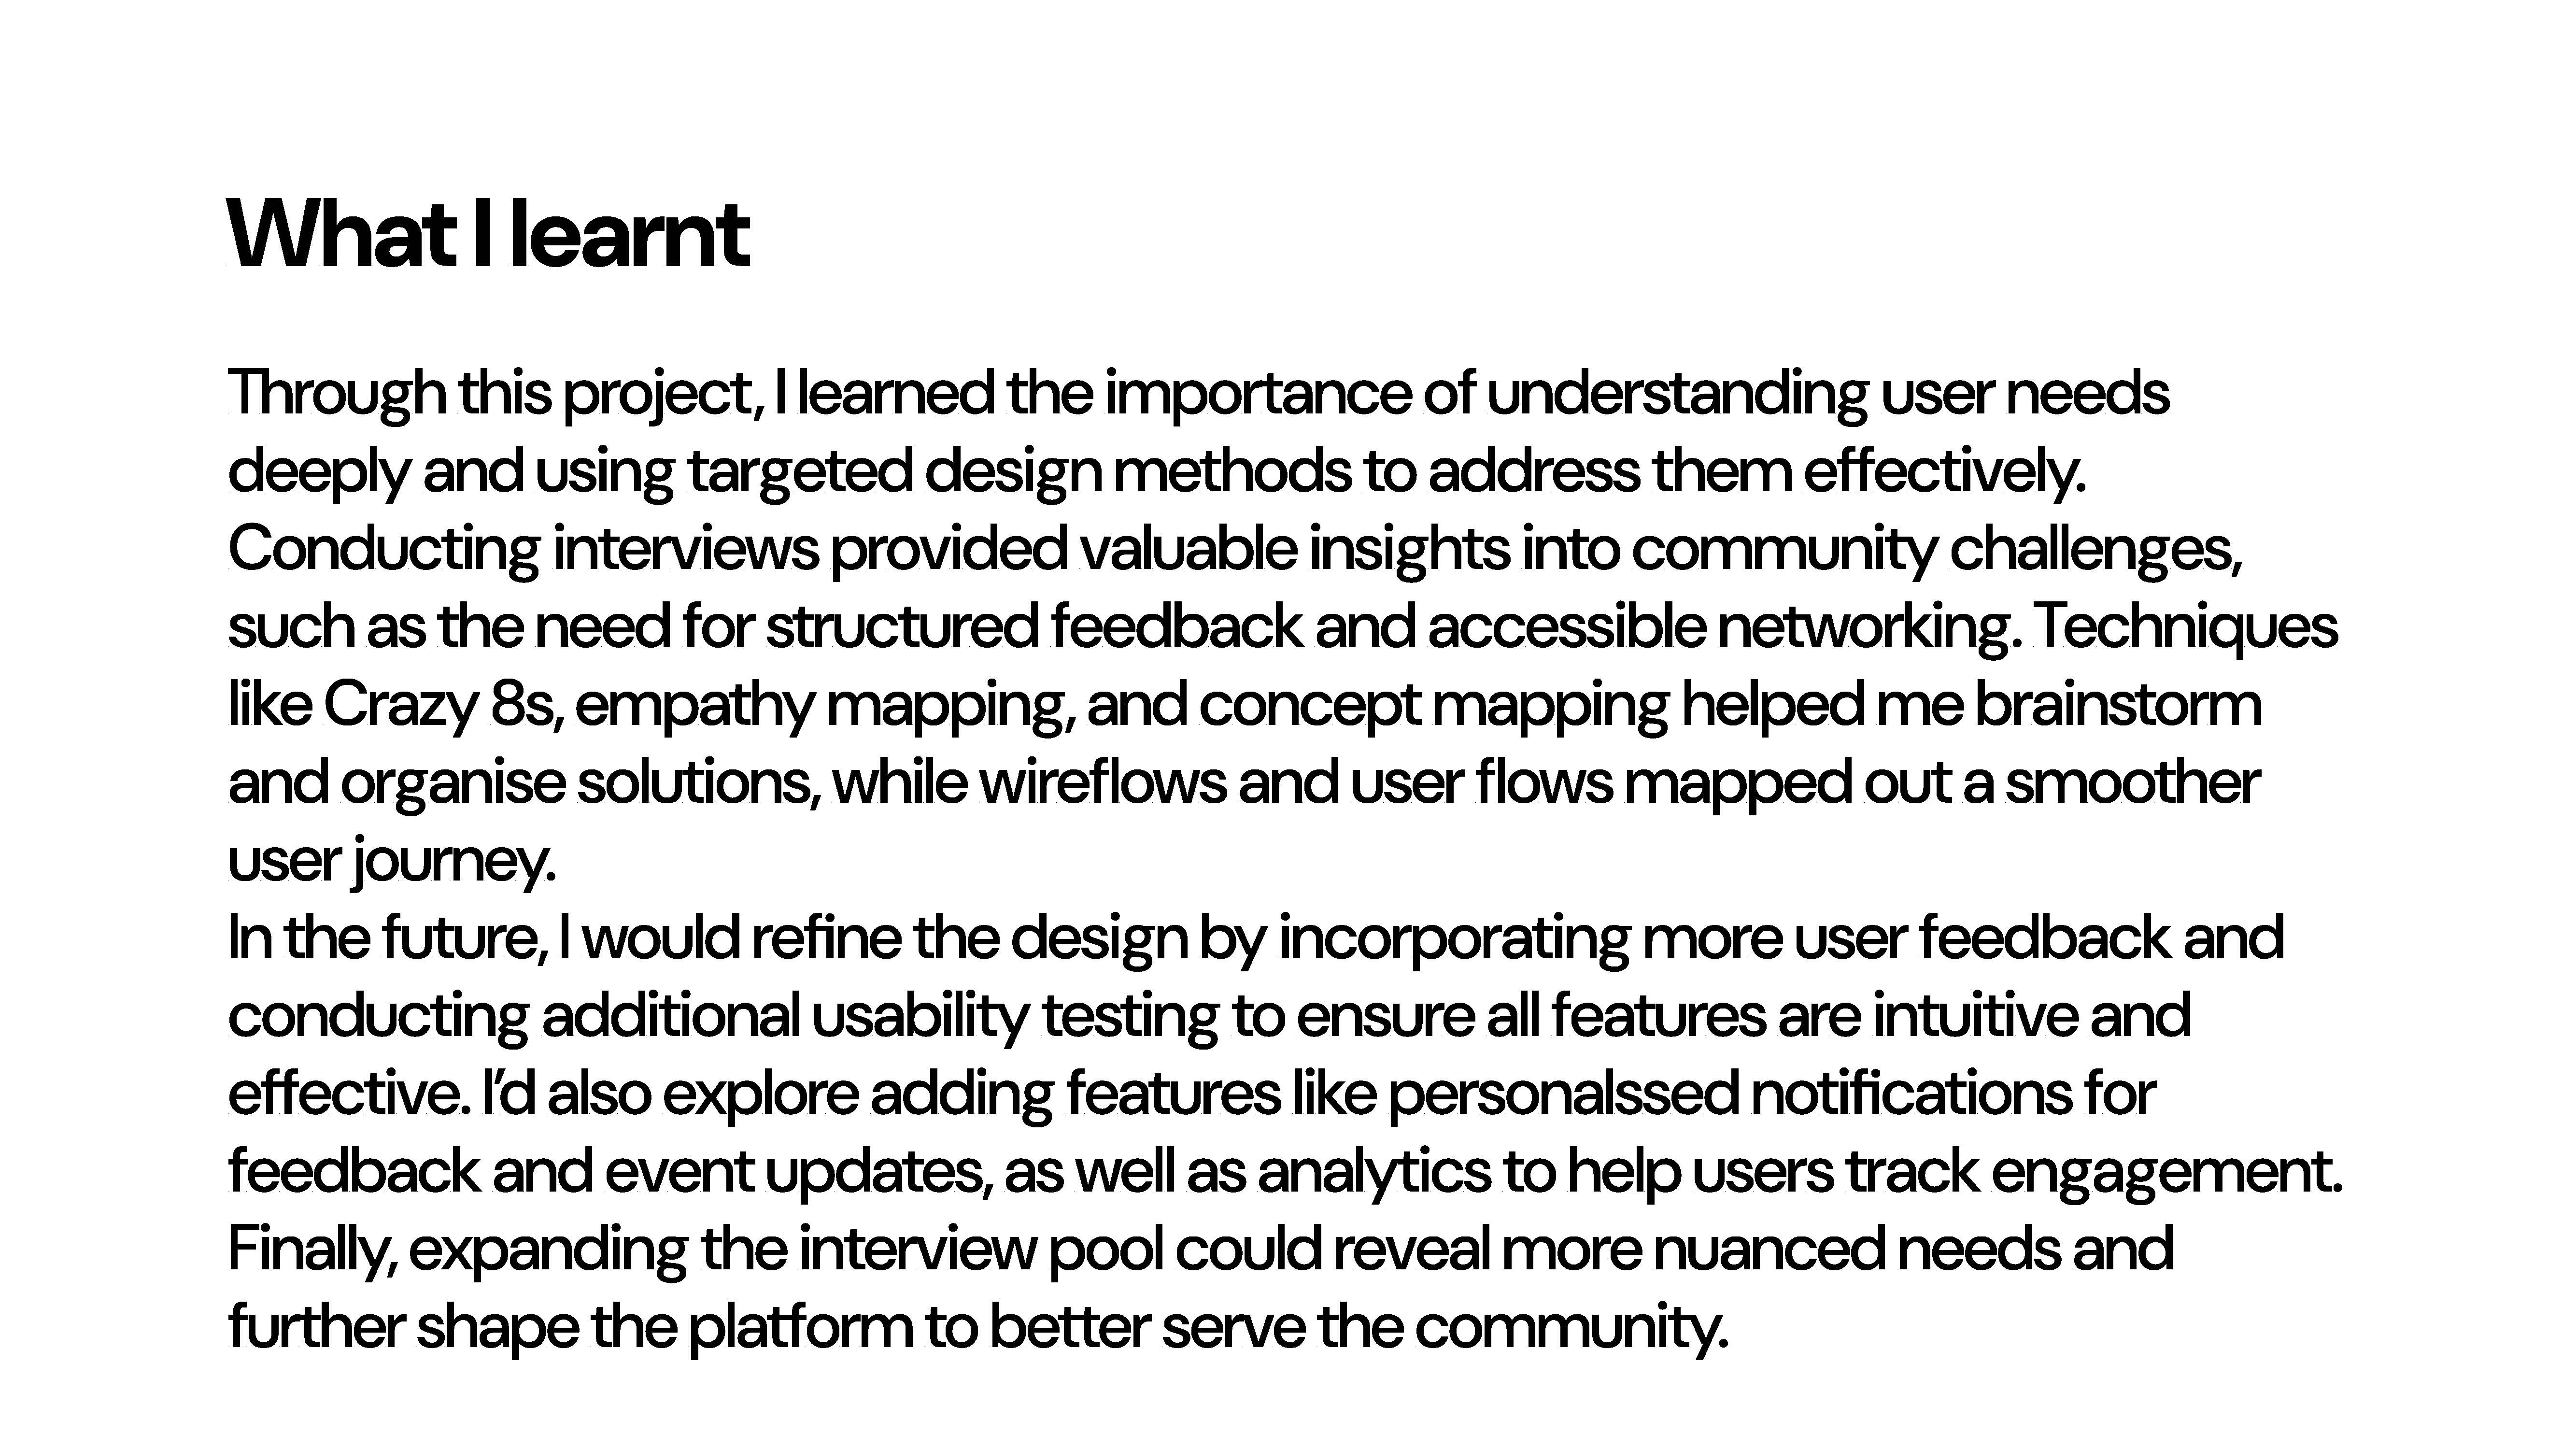 What I learnt
Through this project, I learned the importance of understanding user needs
deeply and using targeted design methods to address them effectively.
Conducting interviews provided valuable insights into community challenges,
such as the need for structured feedback and accessible networking. Techniques
like Crazy 8s, empathy mapping, and concept mapping helped me brainstorm
and organise solutions, while wireflows and user flows mapped out a smoother
user journey.
In the future, I would refine the design by incorporating more user feedback and
conducting additional usability testing to ensure all features are intuitive and
effective. I’d also explore adding features like personalssed notifications for
feedback and event updates, as well as analytics to help users track engagement.
Finally, expanding the interview pool could reveal more nuanced needs and
further shape the platform to better serve the community.